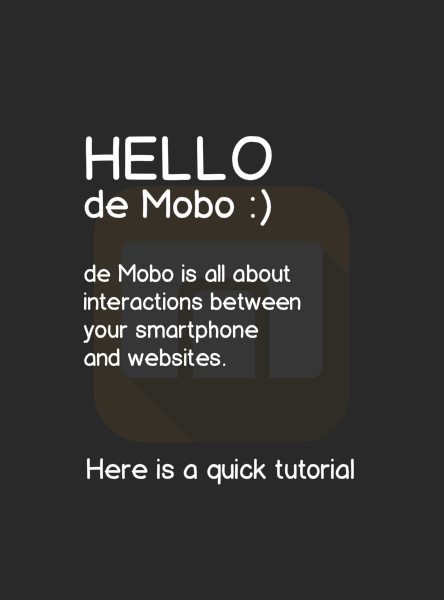 HELLO
de Mobo :)
de Mobo is all about
interactions between
your smartphone
and websites.
Here is a quick tutorial